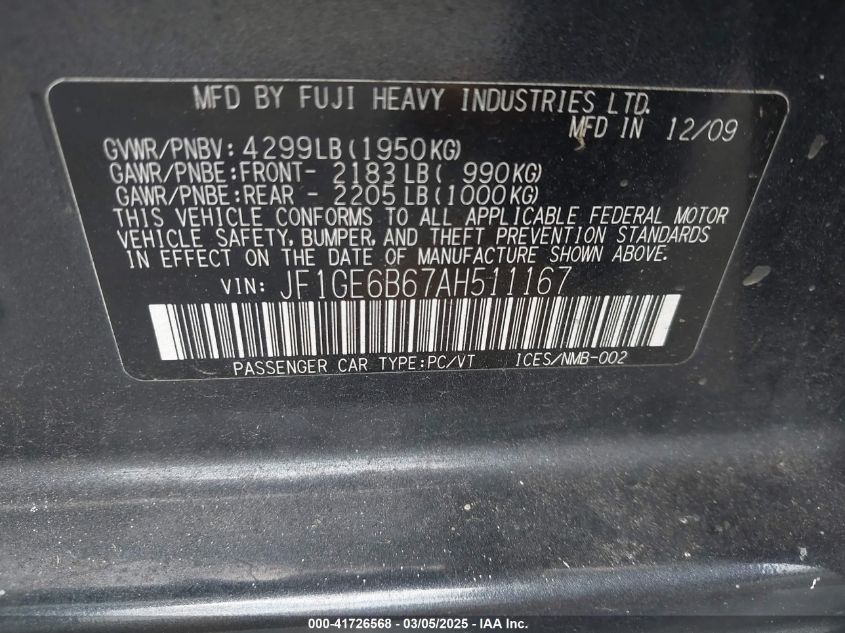 MFD BY FUJI HEAVY INDUSTRIES LTD.
MFD IN 12/09
GVWR/PNBV: 4299LB(1950KG)
GAWR/PNBE:FRONT- 2183LB( 990KG)
GAWR/PNBE:REAR - 2205LB(1000KG)
THIS VEHICLE CONFORMS TO ALL APPLICABLE FEDERAL MOTOR
VEHICLE SAFETY, BUMPER, AND THEFT PREVENTION STANDARDS
IN EFFECT ON THE DATE OF MANUFACTURE SHOWN ABOVE.
VIN: JF1GE6B67AH511167
PASSENGER CAR TYPE:PC/VT ICES/NMB-002
000-41726568 — 03/05/2025 — IAA Inc.